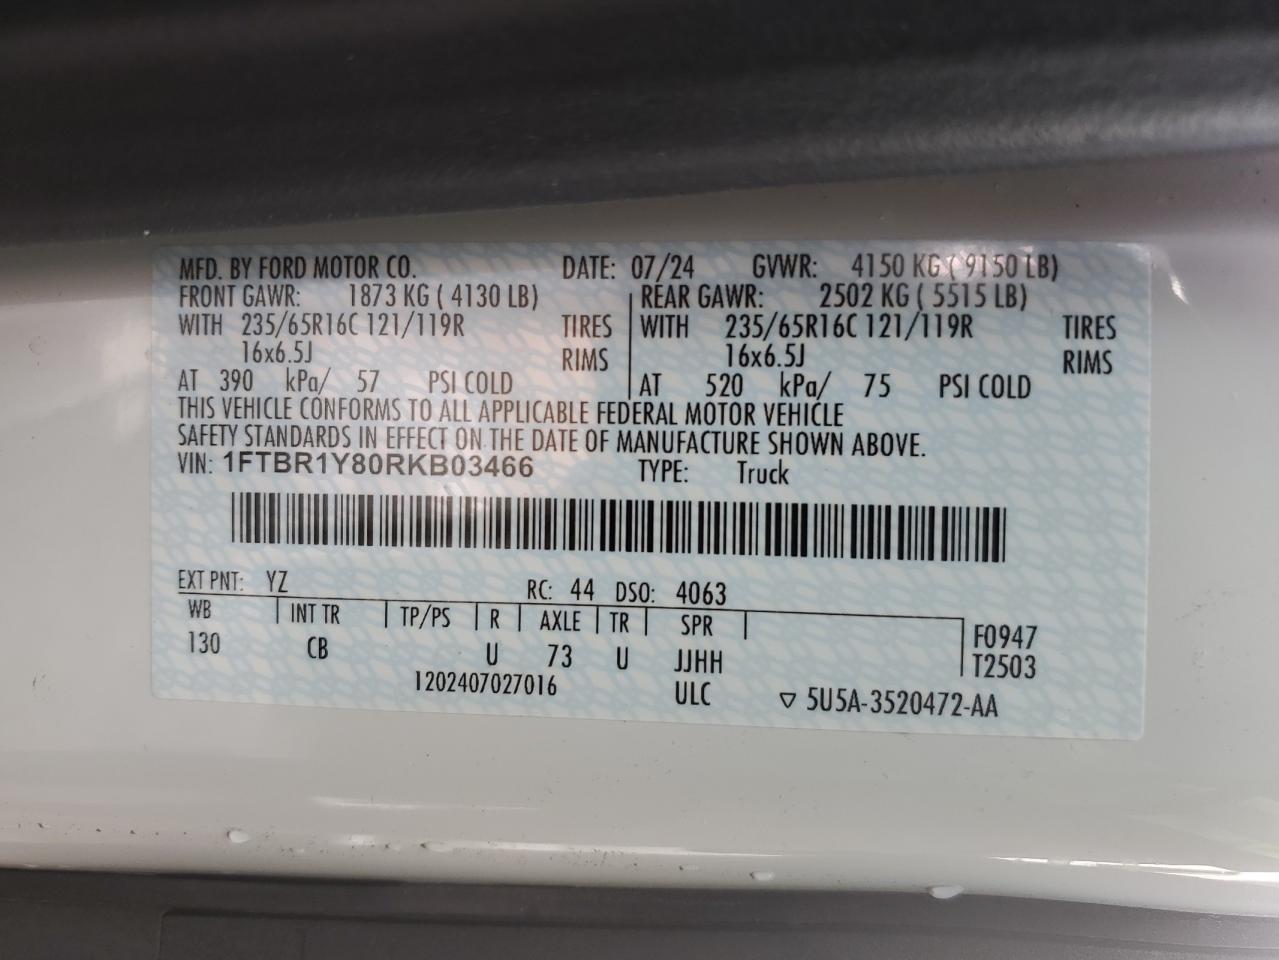 MFD. BY FORD MOTOR CO. DATE: 07/24 GVWR: 4150 KG ( 9150 LB)
FRONT GAWR: 1873 KG ( 4130 LB) REAR GAWR: 2502 KG ( 5515 LB)
WITH 235/65R16C 121/119R TIRES WITH 235/65R16C 121/119R TIRES
16x6.5J RIMS 16x6.5J RIMS
AT 390 kPa/ 57 PSI COLD AT 520 kPa/ 75 PSI COLD
THIS VEHICLE CONFORMS TO ALL APPLICABLE FEDERAL MOTOR VEHICLE
SAFETY STANDARDS IN EFFECT ON THE DATE OF MANUFACTURE SHOWN ABOVE.
VIN: 1FTBR1Y80RKB03466 TYPE: Truck
EXT PNT: YZ RC: 44 DSO: 4063
WB INT TR TP/PS R AXLE TR SPR F0947
130 CB U 73 U JJHH T2503
1202407027016 ULC ▽ 5U5A-3520472-AA